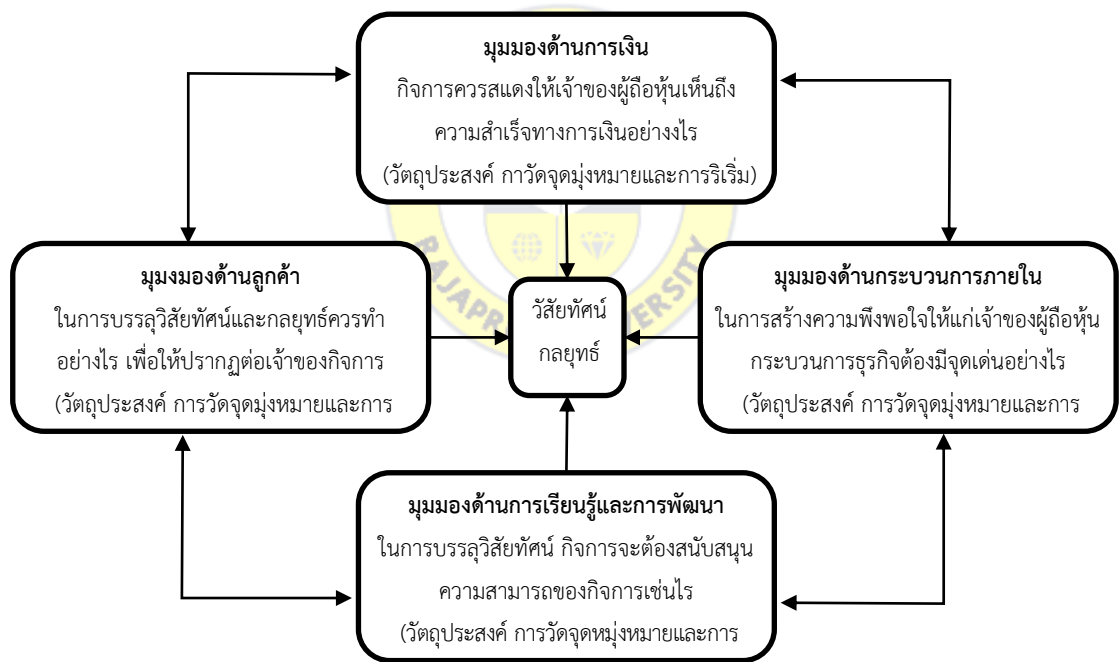 มุมมองด้านการเงิน
กิจการควรสแดงให้เจ้าของผู้ถือหุ้นเห็นถึง
ความสำเร็จทางการเงินอย่างงไร
(วัตถุประสงค์ กาวัดจุดมุ่งหมายและการริเริ่ม)
มุมงมองด้านลูกค้า
ในการบรรลุวิสัยทัศน์และกลยุทธ์ควรทำ
อย่างไร เพื่อให้ปรากฏต่อเจ้าของกิจการ
(วัตถุประสงค์ การวัดจุดมุ่งหมายและการ
วิสัยทัศน์
กลยุทธ์
มุมมองด้านกระบวนการภายใน
ในการสร้างความพึงพอใจให้แก่เจ้าของผู้ถือหุ้น
กระบวนการธุรกิจต้องมีจุดเด่นอย่างไร
(วัตถุประสงค์ การวัดจุดมุ่งหมายและการ
มุมมองด้านการเรียนรู้และการพัฒนา
ในการบรรลุวิสัยทัศน์ กิจการจะต้องสนับสนุน
ความสามารถของกิจการเช่นไร
(วัตถุประสงค์ การวัดจุดหมุ่งหมายและการ